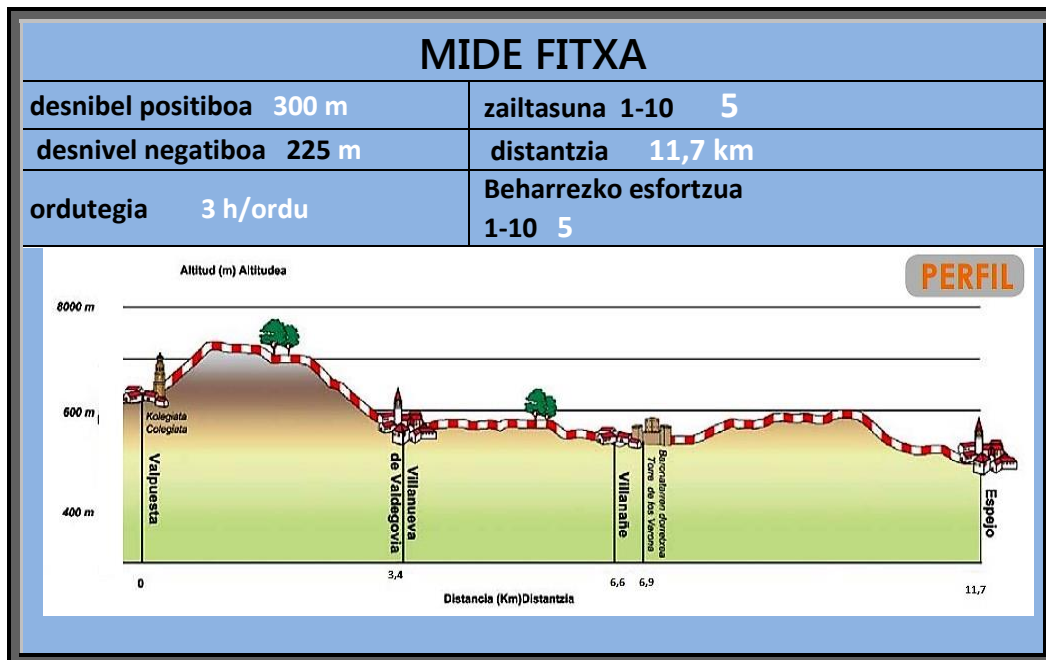 MIDE FITXA
desnibel positiboa 300 m
zailtasuna 1-10 5
desnivel negatiboa 225 m
distantzia 11,7 km
ordutegia 3 h/ordu
Beharrezko esfortzua
1-10 5
Altitud (m) Altitudea
PERFIL
8000 m
600 m
400 m
Kolegiata
Colegiata
Valpuesta
Villanueva
de Valdegovia
Villanañe
Baronatarren dorretxea
Torre de los Varona
Espejo
0
3,4
6,6
6,9
11,7
Distancia (Km)Distantzia